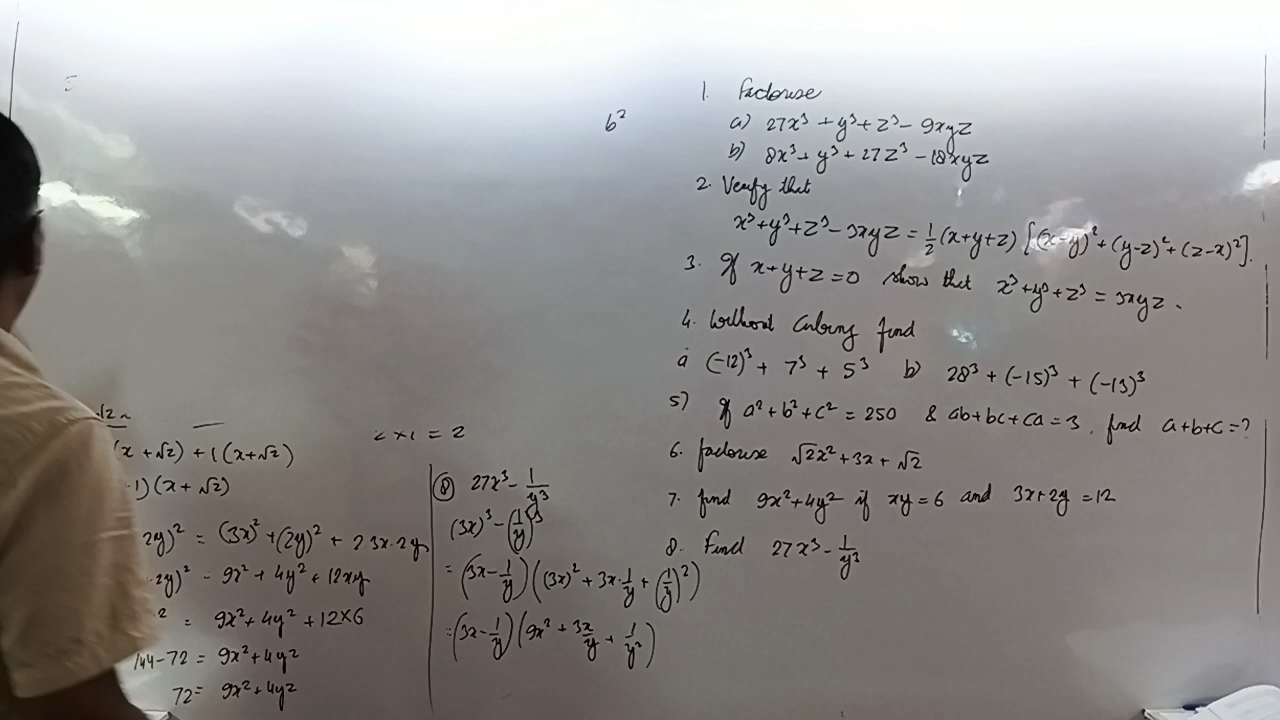 5
b²
1. Factorise
a) 27x³ + y³ + z³ - 9xyz
b) 8x³ + y³ + 27z³ - 18xyz
2. Verify that
x³+y³+z³ - 3xyz = 1/2 (x+y+z) [(x-y)² + (y-z)² + (z-x)²].
3. If x+y+z = 0 show that x³+y³+z³ = 3xyz.
4. Without Cubing find
a (-12)³ + 7³ + 5³ b) 28³ + (-15)³ + (-13)³
5) If a² + b² + c² = 250 & ab+bc+ca = 3, find a+b+c = ?
6. factorise √2x² + 3x + √2
7. find 9x²+4y² if xy = 6 and 3x+2y = 12
8. Find 27x³ - 1/y³
(x + √2) + 1(x+√2)
1)(x + √2)
2 x 1 = 2
2y)² = (3x)² + (2y)² + 2 3x.2y
2y)² = 9x² + 4y² + 12xy
² = 9x² + 4y² + 12x6
144-72 = 9x² + 4y²
72 = 9x² + 4y²
⑧ 27x³ - 1/y³
(3x)³ - (1/y)³
= (3x - 1/y) ((3x)² + 3x.1/y + (1/y)²)
= (3x - 1/y) (9x² + 3x/y + 1/y²)